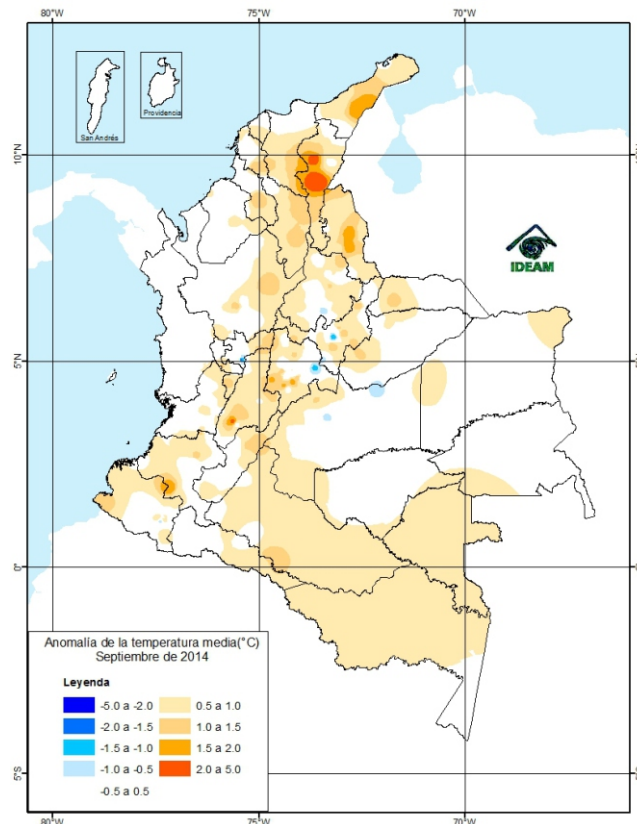 80°W 75°W 70°W
San Andrés
Providencia
10°N
IDEAM
5°N
0°
5°S
Anomalía de la temperatura media(°C)
Septiembre de 2014
Leyenda
-5.0 a -2.0 0.5 a 1.0
-2.0 a -1.5 1.0 a 1.5
-1.5 a -1.0 1.5 a 2.0
-1.0 a -0.5 2.0 a 5.0
-0.5 a 0.5
80°W 75°W 70°W